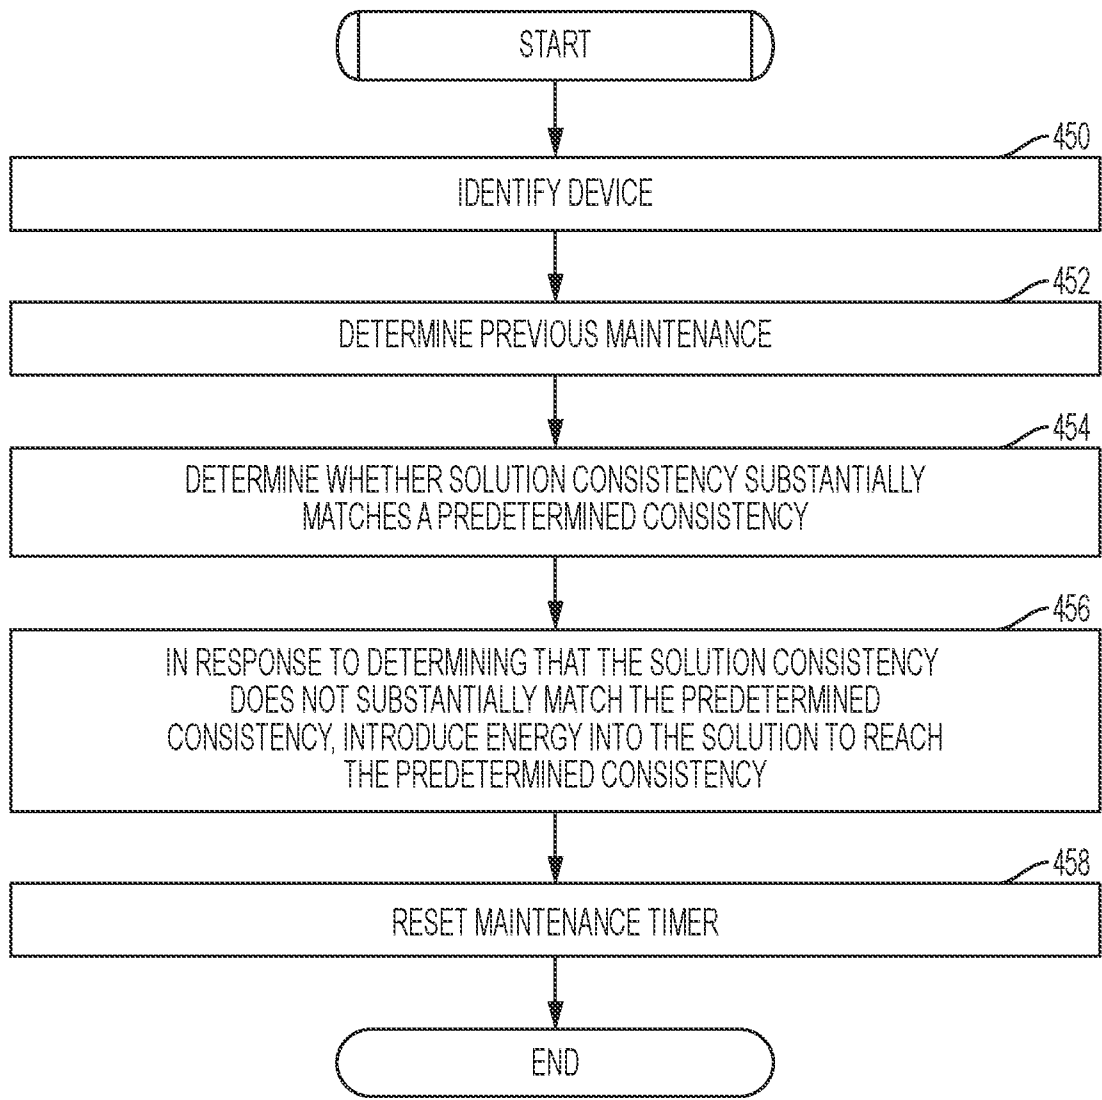 START
450
IDENTIFY DEVICE
452
DETERMINE PREVIOUS MAINTENANCE
454
DETERMINE WHETHER SOLUTION CONSISTENCY SUBSTANTIALLY
MATCHES A PREDETERMINED CONSISTENCY
456
IN RESPONSE TO DETERMINING THAT THE SOLUTION CONSISTENCY
DOES NOT SUBSTANTIALLY MATCH THE PREDETERMINED
CONSISTENCY, INTRODUCE ENERGY INTO THE SOLUTION TO REACH
THE PREDETERMINED CONSISTENCY
458
RESET MAINTENANCE TIMER
END